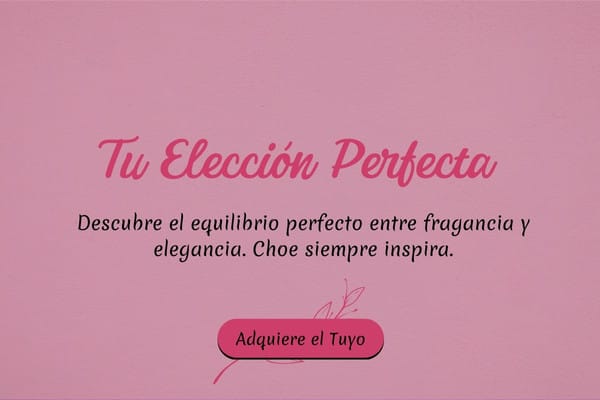 Tu Elección Perfecta
Descubre el equilibrio perfecto entre fragancia y
elegancia. Choe siempre inspira.
Adquiere el Tuyo